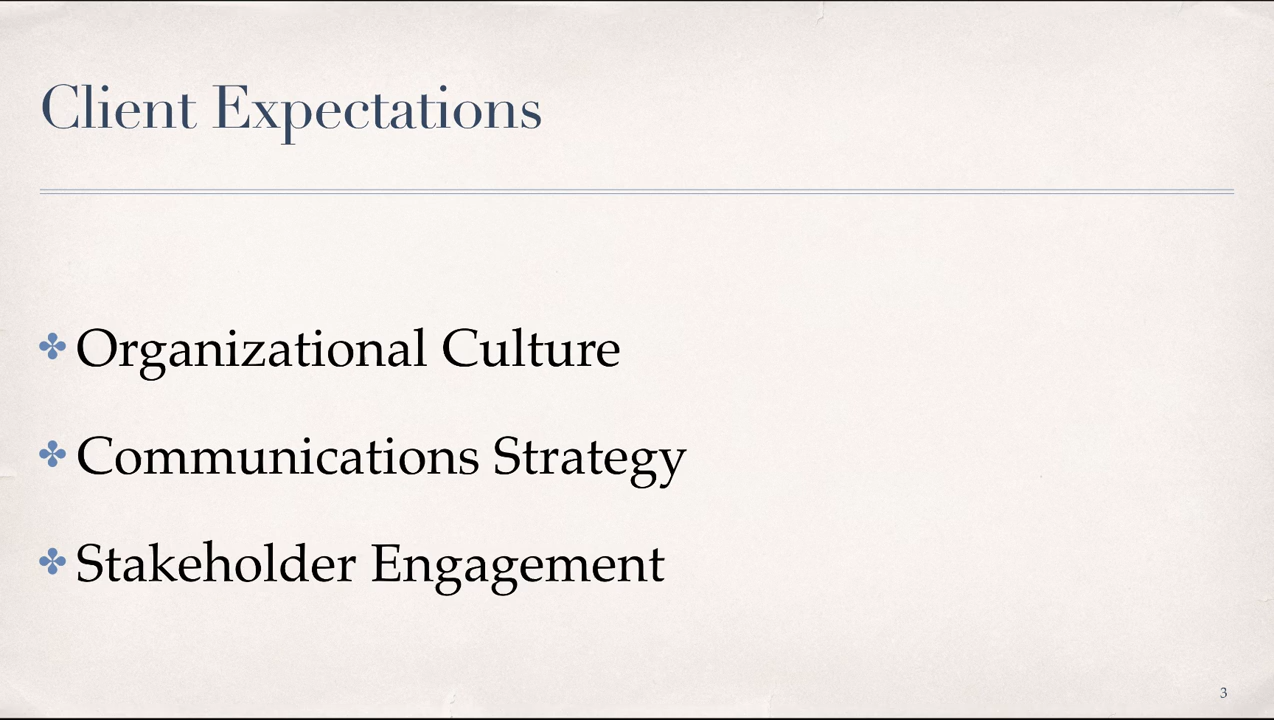 Client Expectations
✤ Organizational Culture
✤ Communications Strategy
✤ Stakeholder Engagement
3